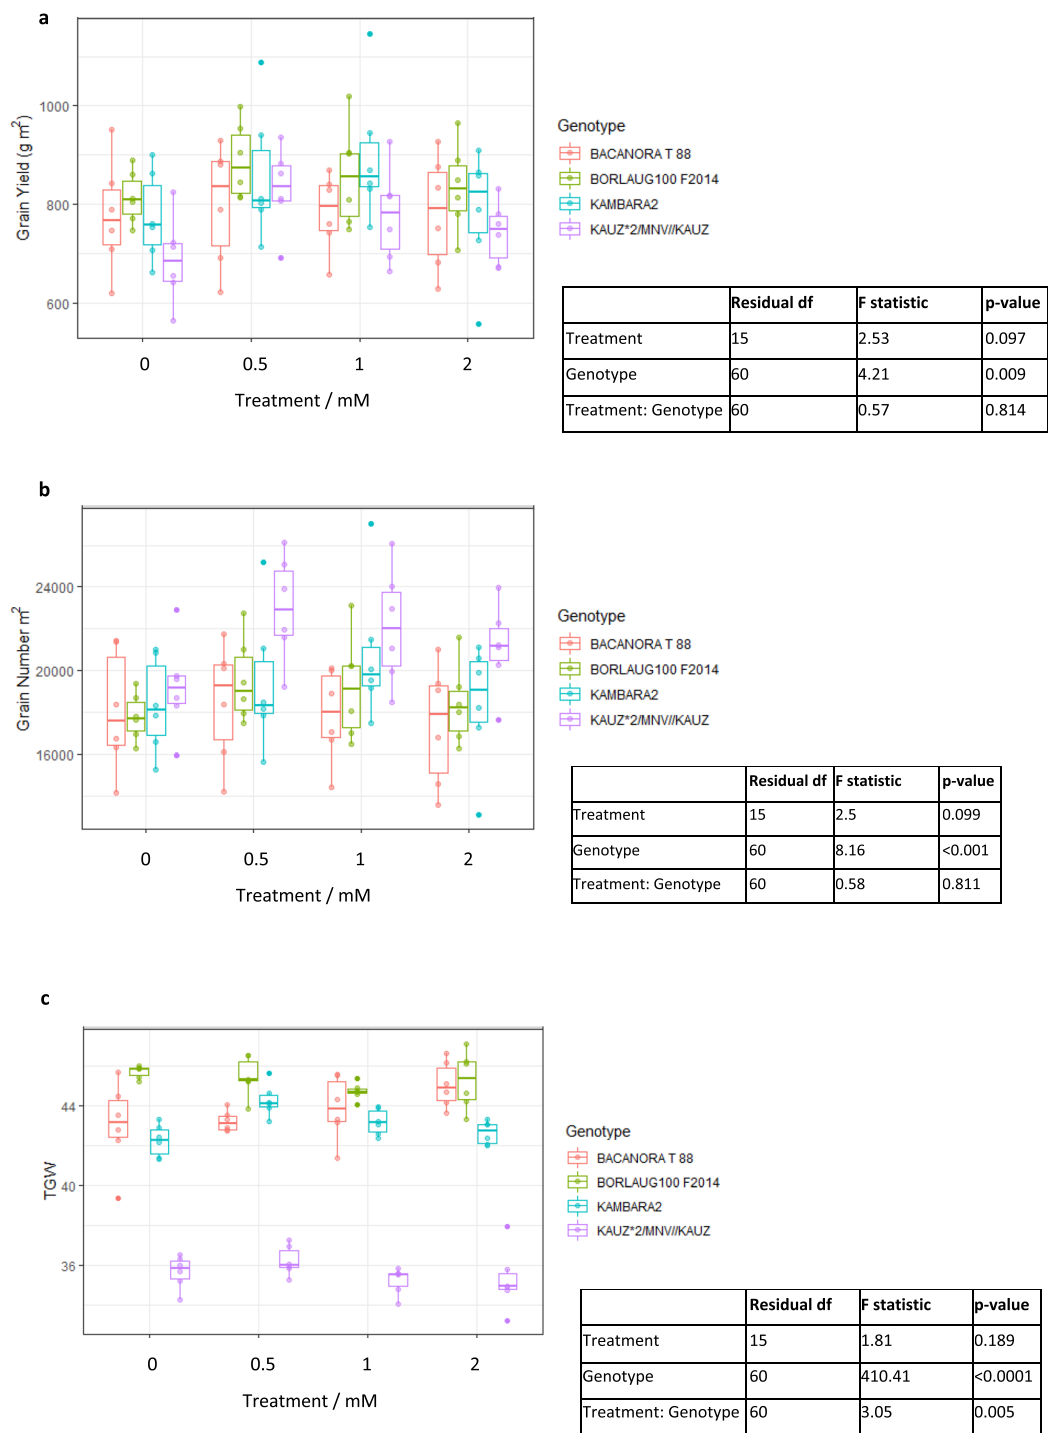 a
Grain Yield (g m²)
1000
800
600
0 0.5 1 2
Treatment / mM
Genotype
BACANORA T 88
BORLAUG100 F2014
KAMBARA2
KAUZ*2/MNV//KAUZ
Residual df F statistic p-value
Treatment 15 2.53 0.097
Genotype 60 4.21 0.009
Treatment: Genotype 60 0.57 0.814
b
Grain Number m²
24000
20000
16000
0 0.5 1 2
Treatment / mM
Genotype
BACANORA T 88
BORLAUG100 F2014
KAMBARA2
KAUZ*2/MNV//KAUZ
Residual df F statistic p-value
Treatment 15 2.5 0.099
Genotype 60 8.16 <0.001
Treatment: Genotype 60 0.58 0.811
c
TGW
44
40
36
0 0.5 1 2
Treatment / mM
Genotype
BACANORA T 88
BORLAUG100 F2014
KAMBARA2
KAUZ*2/MNV//KAUZ
Residual df F statistic p-value
Treatment 15 1.81 0.189
Genotype 60 410.41 <0.0001
Treatment: Genotype 60 3.05 0.005